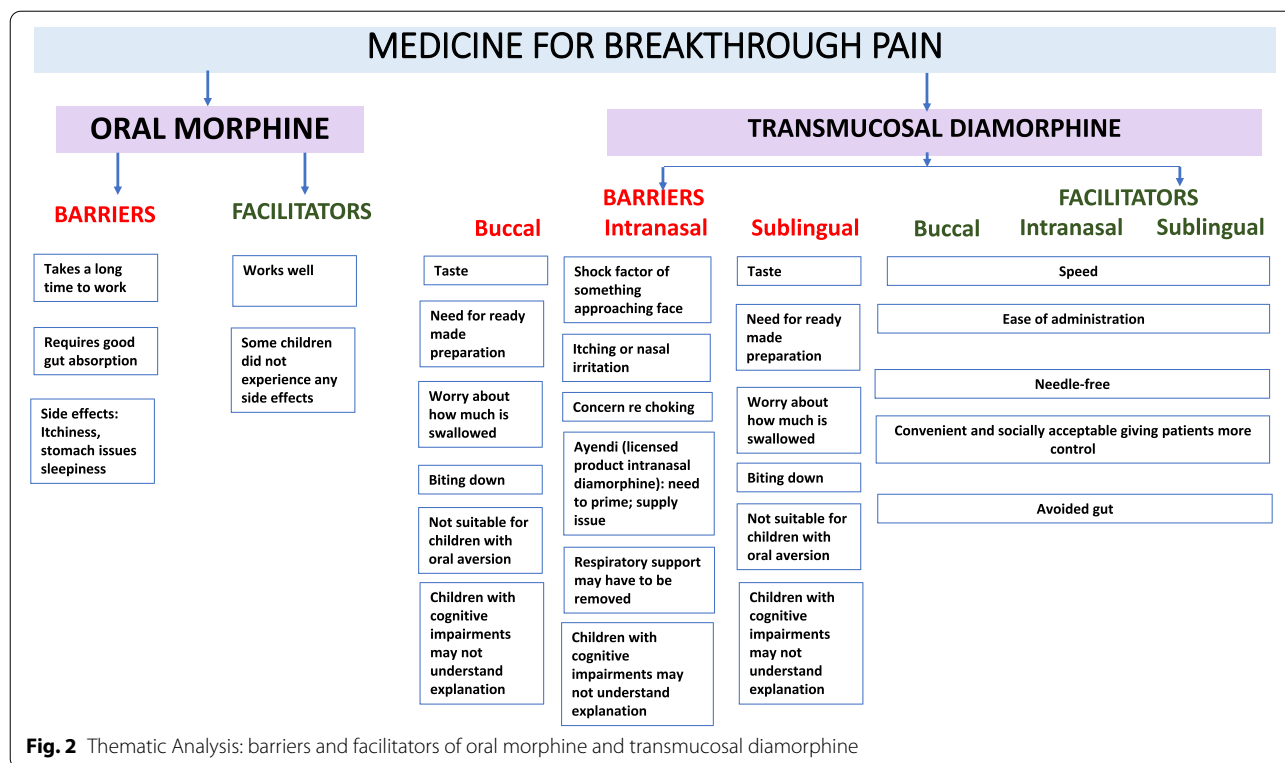 MEDICINE FOR BREAKTHROUGH PAIN
ORAL MORPHINE
BARRIERS
Takes a long
time to work
Requires good
gut absorption
Side effects:
Itchiness,
stomach issues
sleepiness
FACILITATORS
Works well
Some children
did not
experience any
side effects
TRANSMUCOSAL DIAMORPHINE
BARRIERS
Buccal
Taste
Need for ready
made
preparation
Worry about
how much is
swallowed
Biting down
Not suitable for
children with
oral aversion
Children with
cognitive
impairments
may not
understand
explanation
Intranasal
Shock factor of
something
approaching face
Itching or nasal
irritation
Concern re choking
Ayendi (licensed
product intranasal
diamorphine): need
to prime; supply
issue
Respiratory support
may have to be
removed
Children with
cognitive
impairments may
not understand
explanation
Sublingual
Taste
Need for ready
made
preparation
Worry about
how much is
swallowed
Biting down
Not suitable for
children with
oral aversion
Children with
cognitive
impairments
may not
understand
explanation
FACILITATORS
Buccal Intranasal Sublingual
Speed
Ease of administration
Needle-free
Convenient and socially acceptable giving patients more
control
Avoided gut
Fig. 2 Thematic Analysis: barriers and facilitators of oral morphine and transmucosal diamorphine